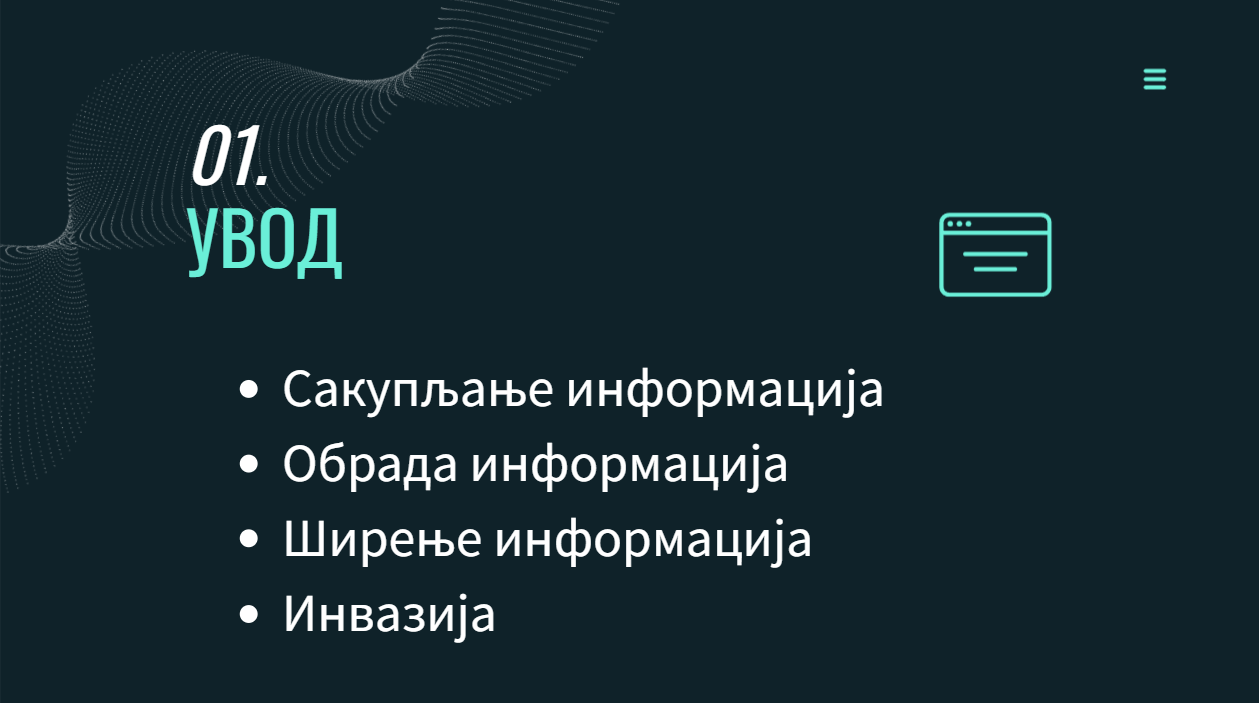 01.
УВОД
• Сакупљање информација
• Обрада информација
• Ширење информација
• Инвазија